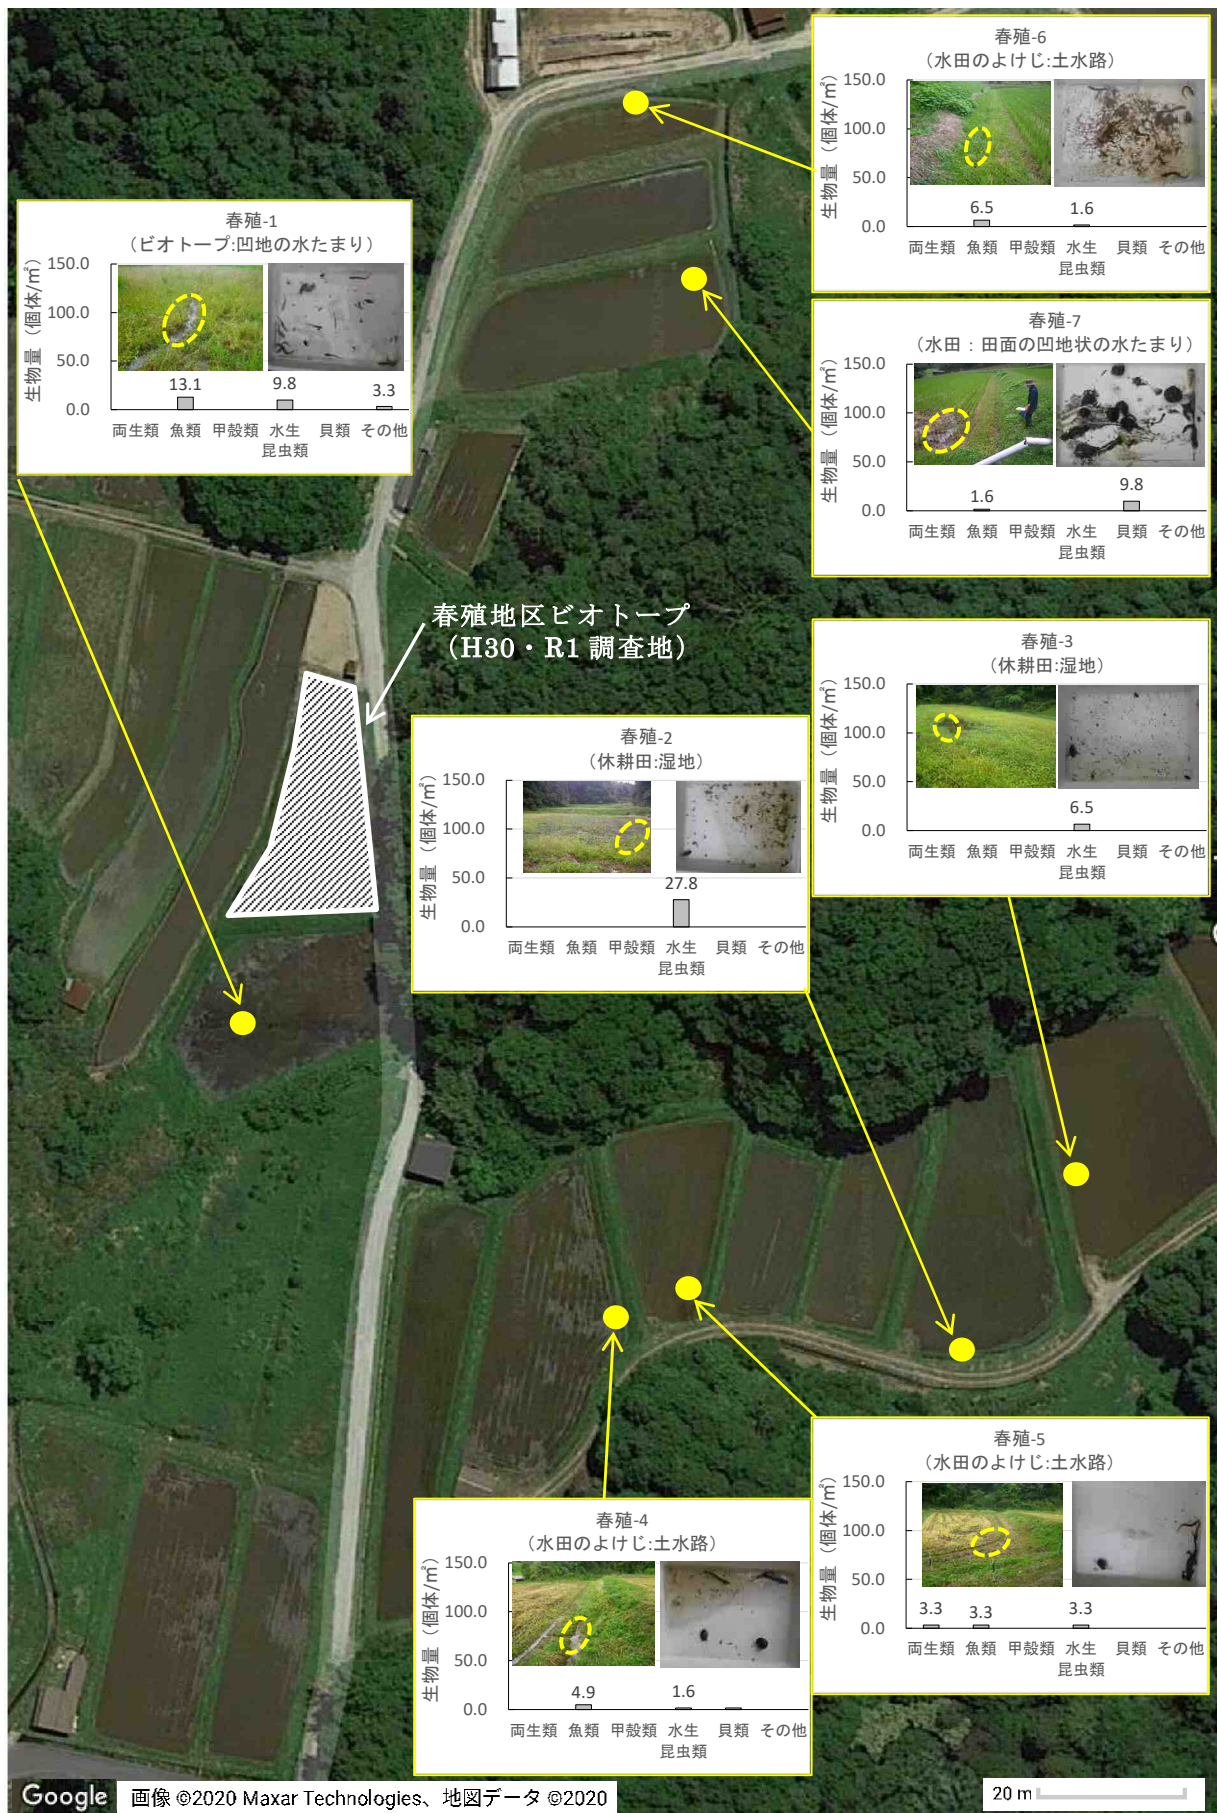 春殖-6
（水田のよけじ:土水路）
生物量（個体/㎡）
150.0
100.0
50.0
0.0
6.5
1.6
両生類 魚類 甲殻類 水生 貝類 その他
昆虫類
春殖-1
（ビオトープ:凹地の水たまり）
生物量（個体/㎡）
150.0
100.0
50.0
0.0
13.1
9.8
3.3
両生類 魚類 甲殻類 水生 貝類 その他
昆虫類
春殖-7
（水田：田面の凹地状の水たまり）
生物量（個体/㎡）
150.0
100.0
50.0
0.0
1.6
9.8
両生類 魚類 甲殻類 水生 貝類 その他
昆虫類
春殖地区ビオトープ
（H30・R1 調査地）
春殖-3
（休耕田:湿地）
生物量（個体/㎡）
150.0
100.0
50.0
0.0
6.5
両生類 魚類 甲殻類 水生 貝類 その他
昆虫類
春殖-2
（休耕田:湿地）
生物量（個体/㎡）
150.0
100.0
50.0
0.0
27.8
両生類 魚類 甲殻類 水生 貝類 その他
昆虫類
春殖-5
（水田のよけじ:土水路）
生物量（個体/㎡）
150.0
100.0
50.0
0.0
3.3
3.3
3.3
両生類 魚類 甲殻類 水生 貝類 その他
昆虫類
春殖-4
（水田のよけじ:土水路）
生物量（個体/㎡）
150.0
100.0
50.0
0.0
4.9
1.6
両生類 魚類 甲殻類 水生 貝類 その他
昆虫類
Google 画像 ©2020 Maxar Technologies、地図データ ©2020
20 m